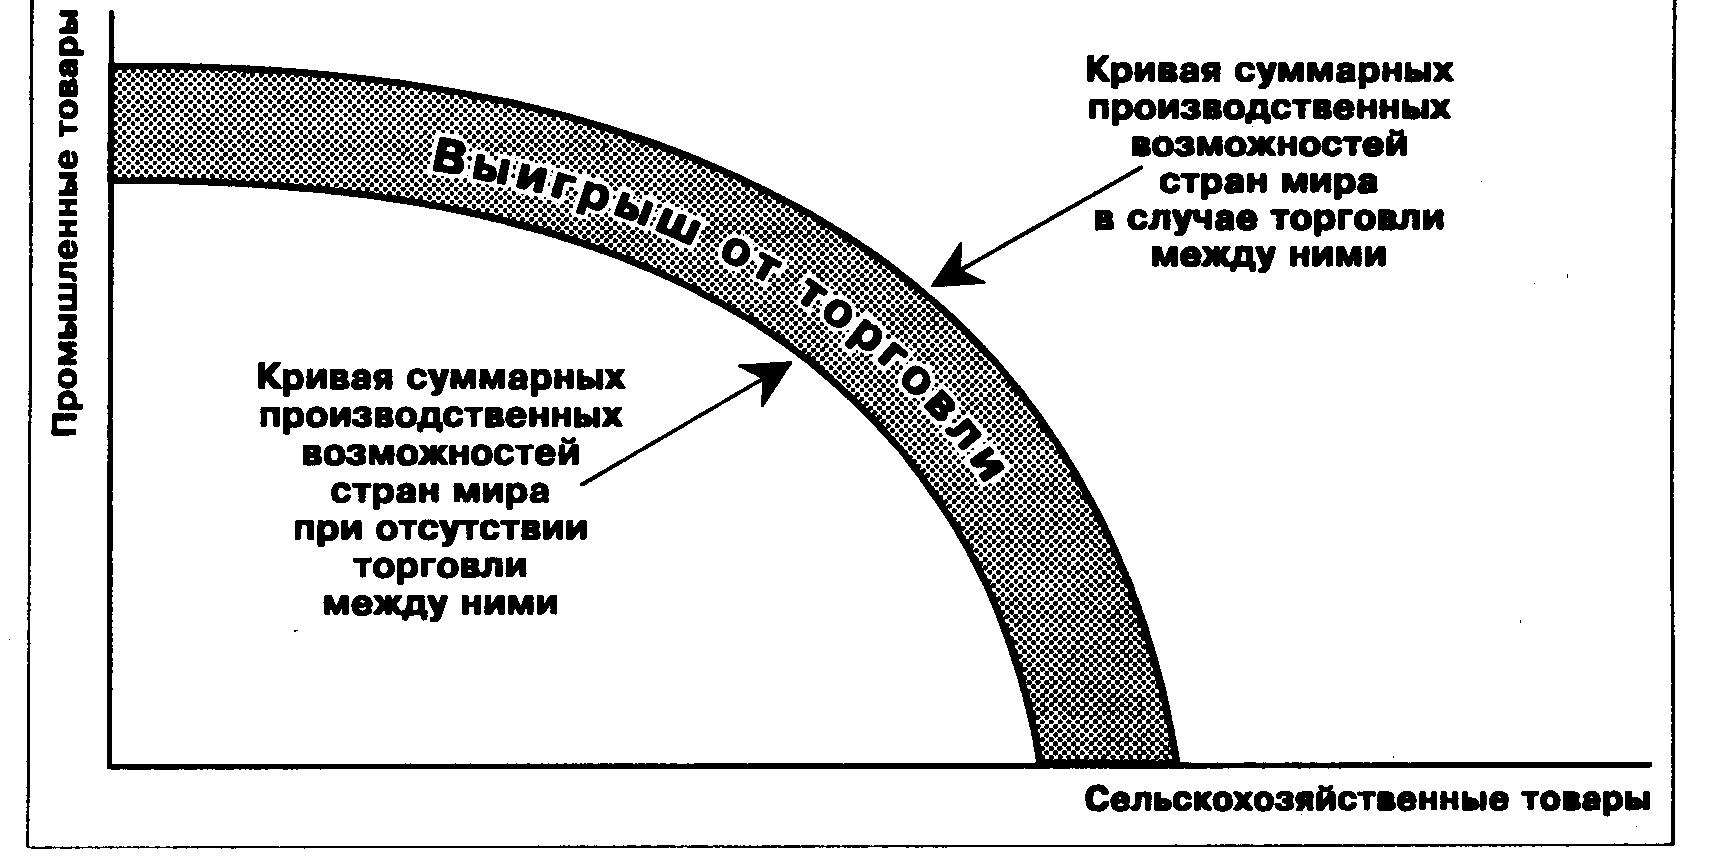 Промышленные товары
Кривая суммарных
производственных
возможностей
стран мира
в случае торговли
между ними
Выигрыш от торговли
Кривая суммарных
производственных
возможностей
стран мира
при отсутствии
торговли
между ними
Сельскохозяйственные товары